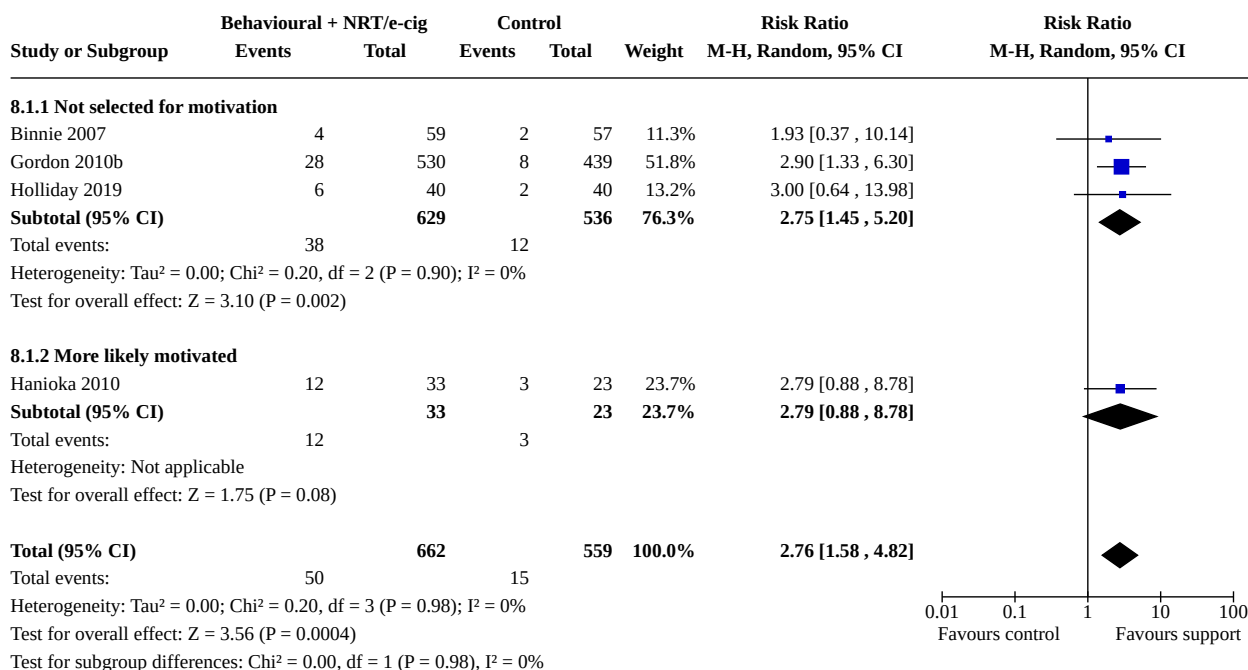 Behavioural + NRT/e-cig Control Risk Ratio Risk Ratio
Study or Subgroup Events Total Events Total Weight M-H, Random, 95% CI M-H, Random, 95% CI
8.1.1 Not selected for motivation
Binnie 2007 4 59 2 57 11.3% 1.93 [0.37 , 10.14]
Gordon 2010b 28 530 8 439 51.8% 2.90 [1.33 , 6.30]
Holliday 2019 6 40 2 40 13.2% 3.00 [0.64 , 13.98]
Subtotal (95% CI) 629 536 76.3% 2.75 [1.45 , 5.20]
Total events: 38 12
Heterogeneity: Tau² = 0.00; Chi² = 0.20, df = 2 (P = 0.90); I² = 0%
Test for overall effect: Z = 3.10 (P = 0.002)
8.1.2 More likely motivated
Hanioka 2010 12 33 3 23 23.7% 2.79 [0.88 , 8.78]
Subtotal (95% CI) 33 23 23.7% 2.79 [0.88 , 8.78]
Total events: 12 3
Heterogeneity: Not applicable
Test for overall effect: Z = 1.75 (P = 0.08)
Total (95% CI) 662 559 100.0% 2.76 [1.58 , 4.82]
Total events: 50 15
Heterogeneity: Tau² = 0.00; Chi² = 0.20, df = 3 (P = 0.98); I² = 0%
Test for overall effect: Z = 3.56 (P = 0.0004)
Test for subgroup differences: Chi² = 0.00, df = 1 (P = 0.98), I² = 0%
0.01 0.1 1 10 100
Favours control Favours support